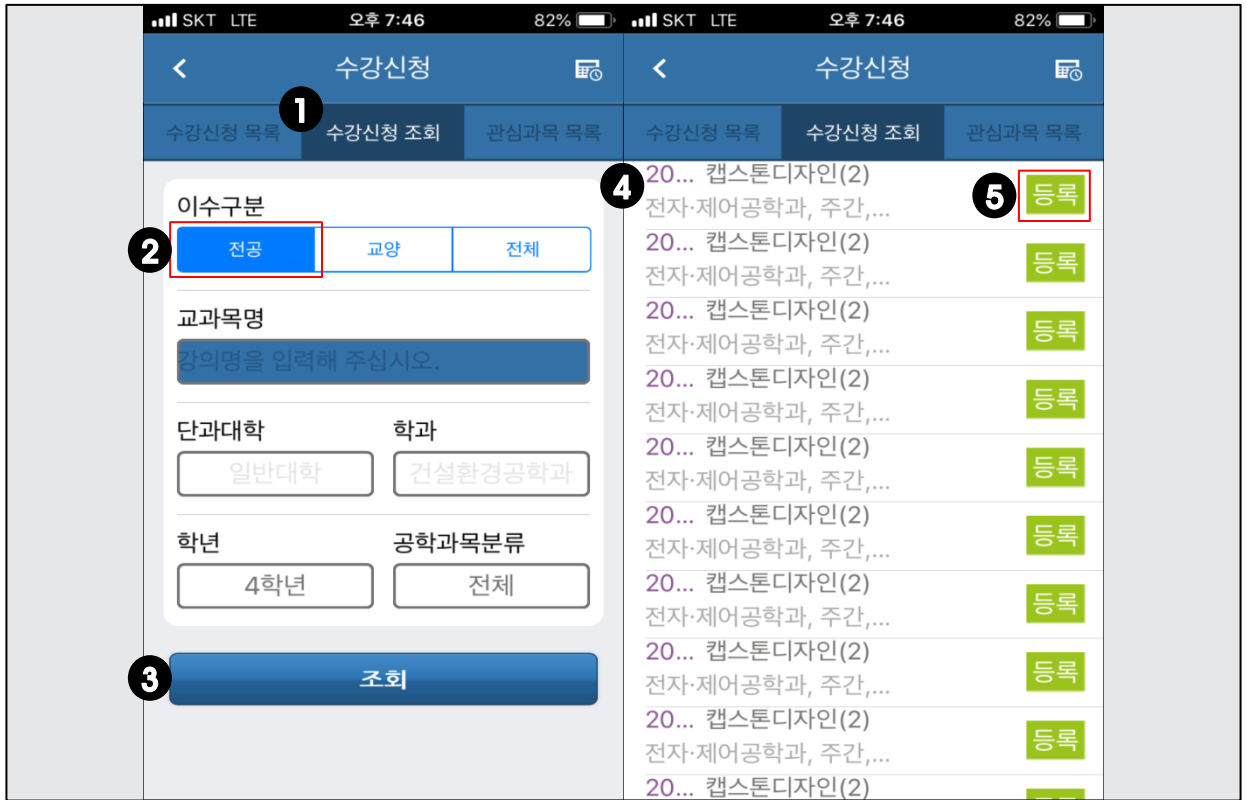 SKT LTE 오후 7:46 82%
수강신청
1
수강신청 목록 수강신청 조회 관심과목 목록
이수구분
2 전공 교양 전체
교과목명
강의명을 입력해 주십시오.
단과대학 학과
일반대학 건설환경공학과
학년 공학과목분류
4학년 전체
3 조회
SKT LTE 오후 7:46 82%
수강신청
수강신청 목록 수강신청 조회 관심과목 목록
4 20... 캡스톤디자인(2)
전자·제어공학과, 주간,... 5 등록
20... 캡스톤디자인(2)
전자·제어공학과, 주간,... 등록
20... 캡스톤디자인(2)
전자·제어공학과, 주간,... 등록
20... 캡스톤디자인(2)
전자·제어공학과, 주간,... 등록
20... 캡스톤디자인(2)
전자·제어공학과, 주간,... 등록
20... 캡스톤디자인(2)
전자·제어공학과, 주간,... 등록
20... 캡스톤디자인(2)
전자·제어공학과, 주간,... 등록
20... 캡스톤디자인(2)
전자·제어공학과, 주간,... 등록
20... 캡스톤디자인(2)
전자·제어공학과, 주간,... 등록
20... 캡스톤디자인(2)